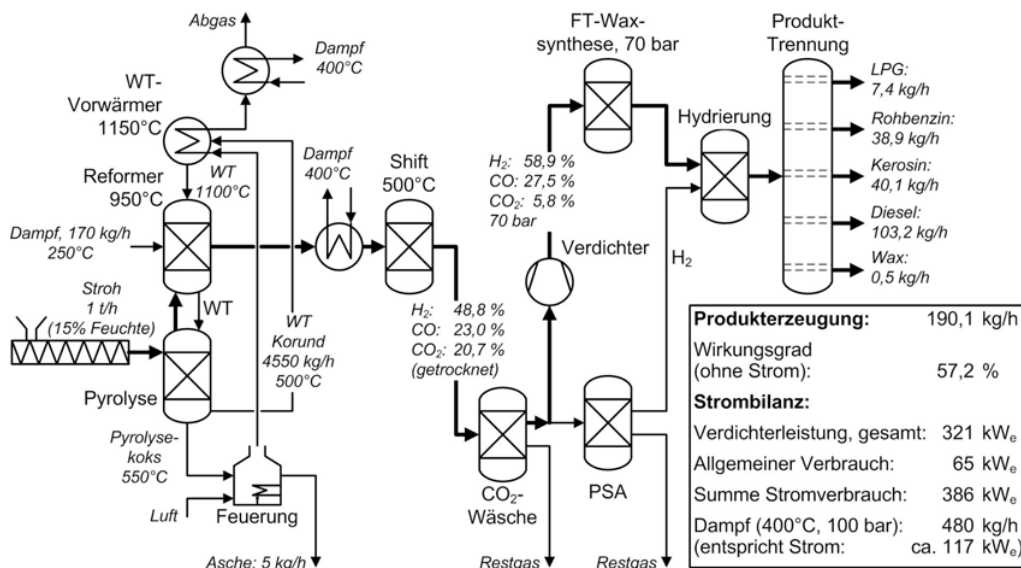 Abgas
Dampf
400°C
WT-
Vorwärmer
1150°C
WT
1100°C
Reformer
950°C
Dampf, 170 kg/h
250°C
Stroh
1 t/h
(15% Feuchte)
WT
WT
Korund
4550 kg/h
500°C
Pyrolyse
Pyrolyse-
koks
550°C
Luft
Feuerung
Asche: 5 kg/h
Dampf
400°C
Shift
500°C
H2: 48,8 %
CO: 23,0 %
CO2: 20,7 %
(getrocknet)
CO2-
Wäsche
Restgas
FT-Wax-
synthese, 70 bar
H2: 58,9 %
CO: 27,5 %
CO2: 5,8 %
70 bar
Verdichter
H2
PSA
Restgas
Hydrierung
Produkt-
Trennung
LPG:
7,4 kg/h
Rohbenzin:
38,9 kg/h
Kerosin:
40,1 kg/h
Diesel:
103,2 kg/h
Wax:
0,5 kg/h
Produkterzeugung: 190,1 kg/h
Wirkungsgrad
(ohne Strom): 57,2 %
Strombilanz:
Verdichterleistung, gesamt: 321 kWe
Allgemeiner Verbrauch: 65 kWe
Summe Stromverbrauch: 386 kWe
Dampf (400°C, 100 bar): 480 kg/h
(entspricht Strom: ca. 117 kWe)